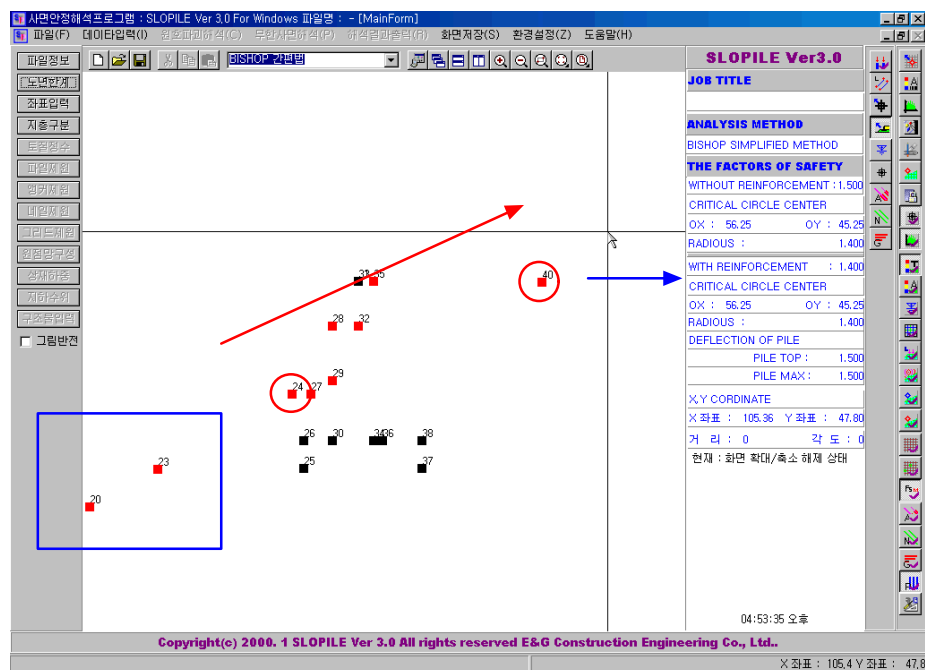 사면안정해석프로그램 : SLOPILE Ver 3,0 For Windows 파일명 : - [MainForm]
파일(F) 데이타입력(I) 원호파괴해석(C) 무한사면해석(P) 해석결과출력(R) 화면저장(S) 환경설정(Z) 도움말(H)
파일정보
BISHOP 간편법
도면한계
좌표입력
지층구분
토질정수
파일제원
앵커제원
네일제원
그리드제원
원점망구성
상재하중
지하수위
구조물입력
그림반전
35
40
28
32
29
24
27
26
30
34
36
38
25
37
23
20
SLOPILE Ver3.0
JOB TITLE
ANALYSIS METHOD
BISHOP SIMPLIFIED METHOD
THE FACTORS OF SAFETY
WITHOUT REINFORCEMENT : 1.500
CRITICAL CIRCLE CENTER
OX : 56.25 OY : 45.25
RADIOUS : 1.400
WITH REINFORCEMENT : 1.400
CRITICAL CIRCLE CENTER
OX : 56.25 OY : 45.25
RADIOUS : 1.400
DEFLECTION OF PILE
PILE TOP : 1.500
PILE MAX : 1.500
X,Y CORDINATE
X 좌표 : 105.36 Y 좌표 : 47.80
거 리 : 0 각 도 : 0
현재 : 화면 확대/축소 해제 상태
04:53:35 오후
Copyright(c) 2000. 1 SLOPILE Ver 3.0 All rights reserved E&G Construction Engineering Co., Ltd..
X 좌표 : 105.4 Y 좌표 : 47.8